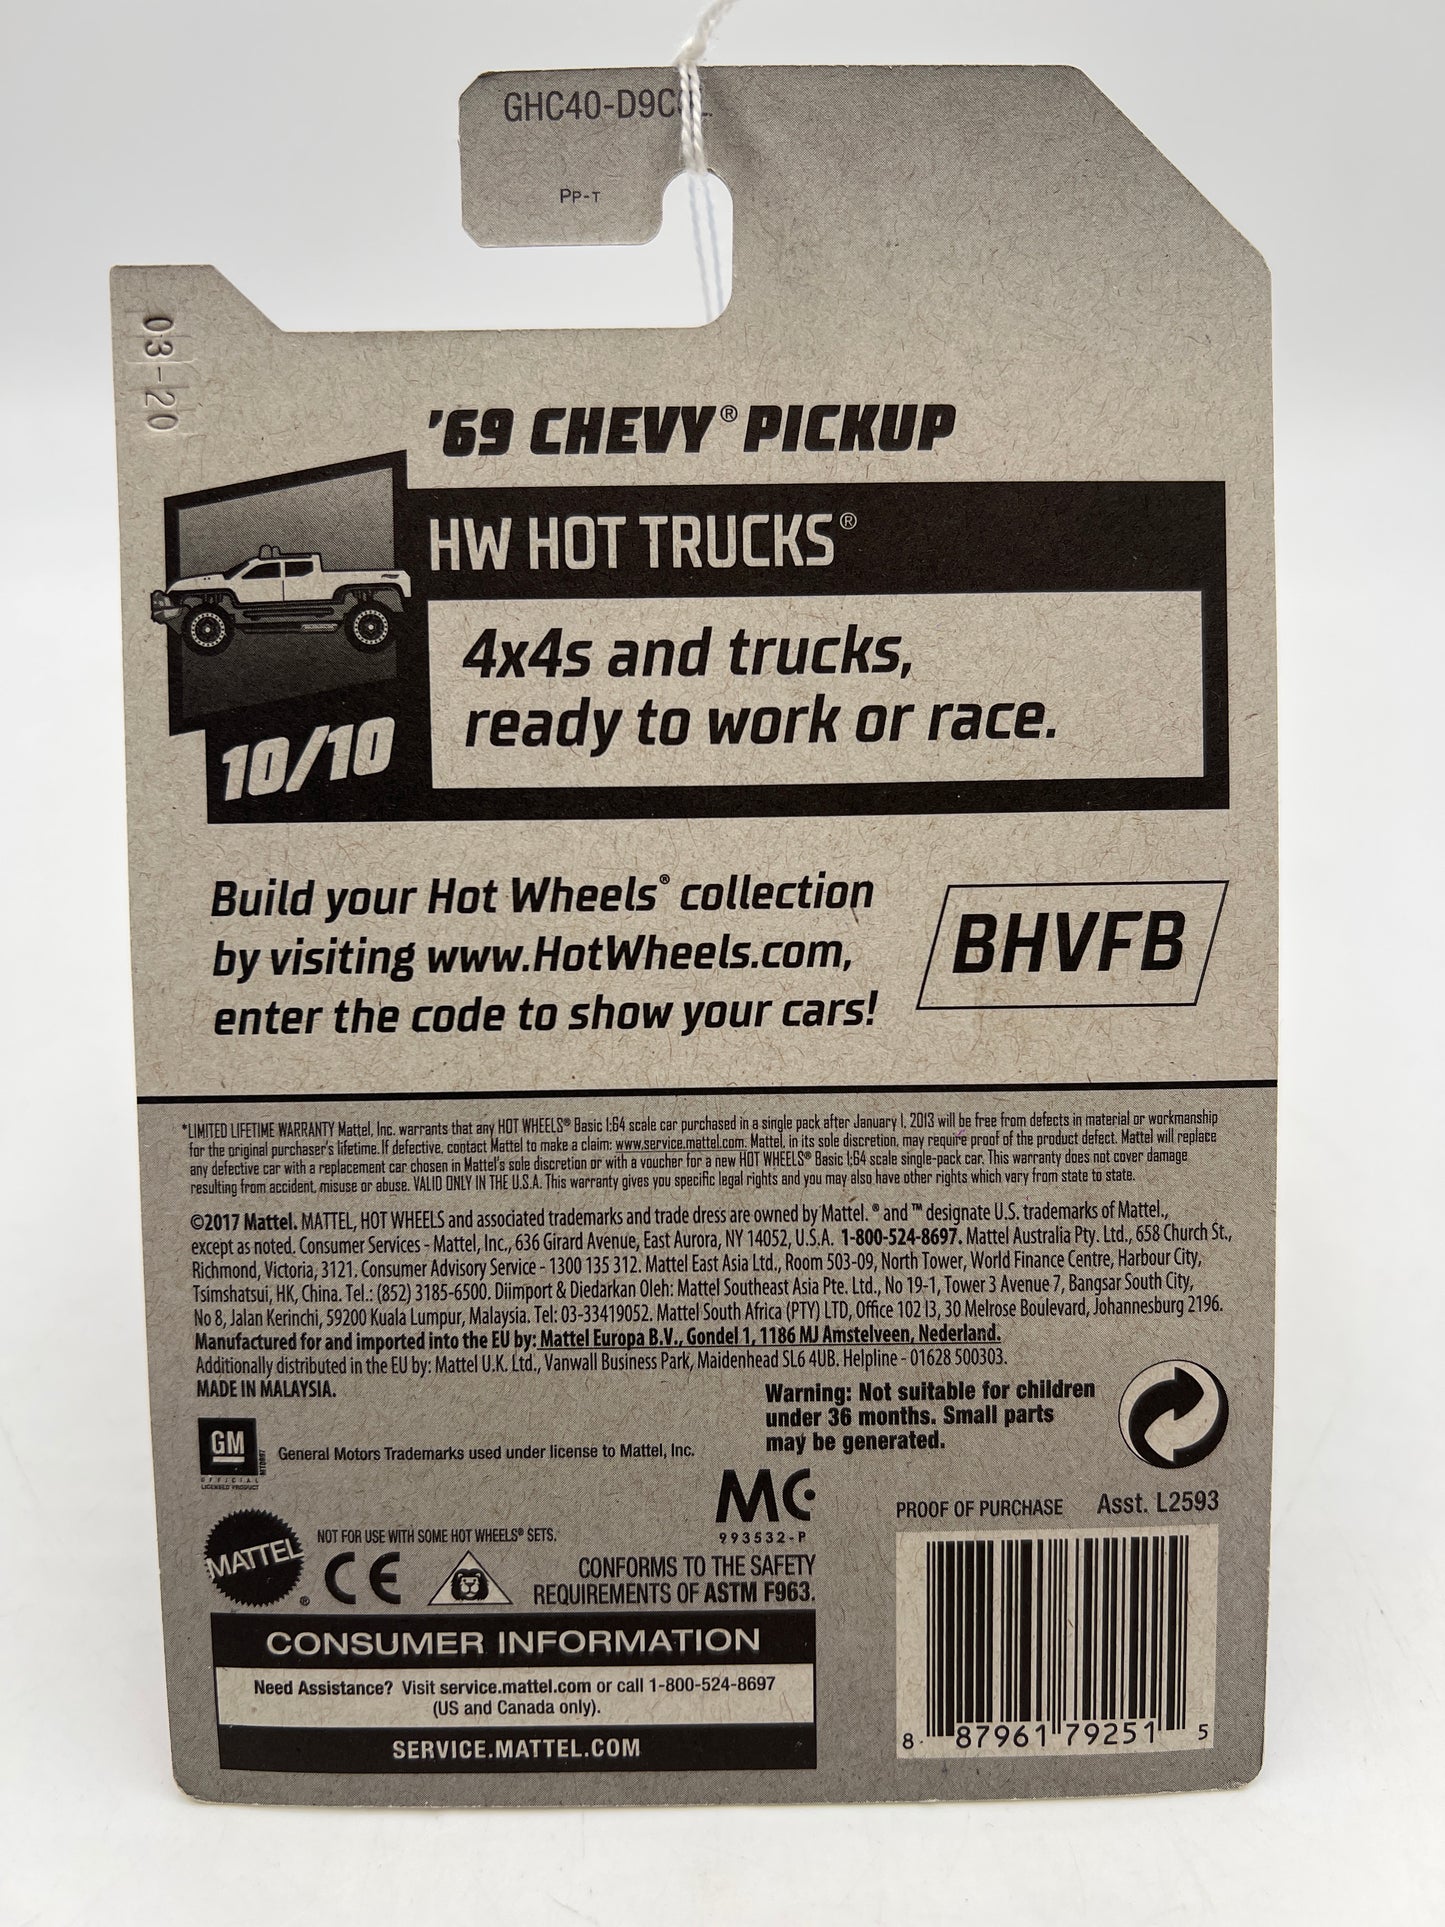 GHC40-D9C
PP-T
03-20
'69 CHEVY® PICKUP
HW HOT TRUCKS®
4x4s and trucks,
ready to work or race.
10/10
Build your Hot Wheels® collection
by visiting www.HotWheels.com,
enter the code to show your cars!
BHVFB
*LIMITED LIFETIME WARRANTY Mattel, Inc. warrants that any HOT WHEELS® Basic 1:64 scale car purchased in a single pack after January 1, 2013 will be free from defects in material or workmanship
for the original purchaser's lifetime. If defective, contact Mattel to make a claim: www.service.mattel.com. Mattel, in its sole discretion, may require proof of the product defect. Mattel will replace
any defective car with a replacement car chosen in Mattel's sole discretion or with a voucher for a new HOT WHEELS® Basic 1:64 scale single-pack car. This warranty does not cover damage
resulting from accident, misuse or abuse. VALID ONLY IN THE U.S.A. This warranty gives you specific legal rights and you may also have other rights which vary from state to state.
©2017 Mattel. MATTEL, HOT WHEELS and associated trademarks and trade dress are owned by Mattel. ® and ™ designate U.S. trademarks of Mattel.,
except as noted. Consumer Services - Mattel, Inc., 636 Girard Avenue, East Aurora, NY 14052, U.S.A. 1-800-524-8697. Mattel Australia Pty. Ltd., 658 Church St.,
Richmond, Victoria, 3121. Consumer Advisory Service - 1300 135 312. Mattel East Asia Ltd., Room 503-09, North Tower, World Finance Centre, Harbour City,
Tsimshatsui, HK, China. Tel.: (852) 3185-6500. Diimport & Diedarkan Oleh: Mattel Southeast Asia Pte. Ltd., No 19-1, Tower 3 Avenue 7, Bangsar South City,
No 8, Jalan Kerinchi, 59200 Kuala Lumpur, Malaysia. Tel: 03-33419052. Mattel South Africa (PTY) LTD, Office 102 I3, 30 Melrose Boulevard, Johannesburg 2196.
Manufactured for and imported into the EU by: Mattel Europa B.V., Gondel 1, 1186 MJ Amstelveen, Nederland.
Additionally distributed in the EU by: Mattel U.K. Ltd., Vanwall Business Park, Maidenhead SL6 4UB. Helpline - 01628 500303.
MADE IN MALAYSIA.
Warning: Not suitable for children
under 36 months. Small parts
may be generated.
GM
OFFICIAL
LICENSED PRODUCT
General Motors Trademarks used under license to Mattel, Inc.
MC
993532-P
PROOF OF PURCHASE Asst. L2593
MATTEL®
NOT FOR USE WITH SOME HOT WHEELS® SETS.
CE
CONFORMS TO THE SAFETY
REQUIREMENTS OF ASTM F963.
CONSUMER INFORMATION
Need Assistance? Visit service.mattel.com or call 1-800-524-8697
(US and Canada only).
SERVICE.MATTEL.COM
8 87961 79251 5